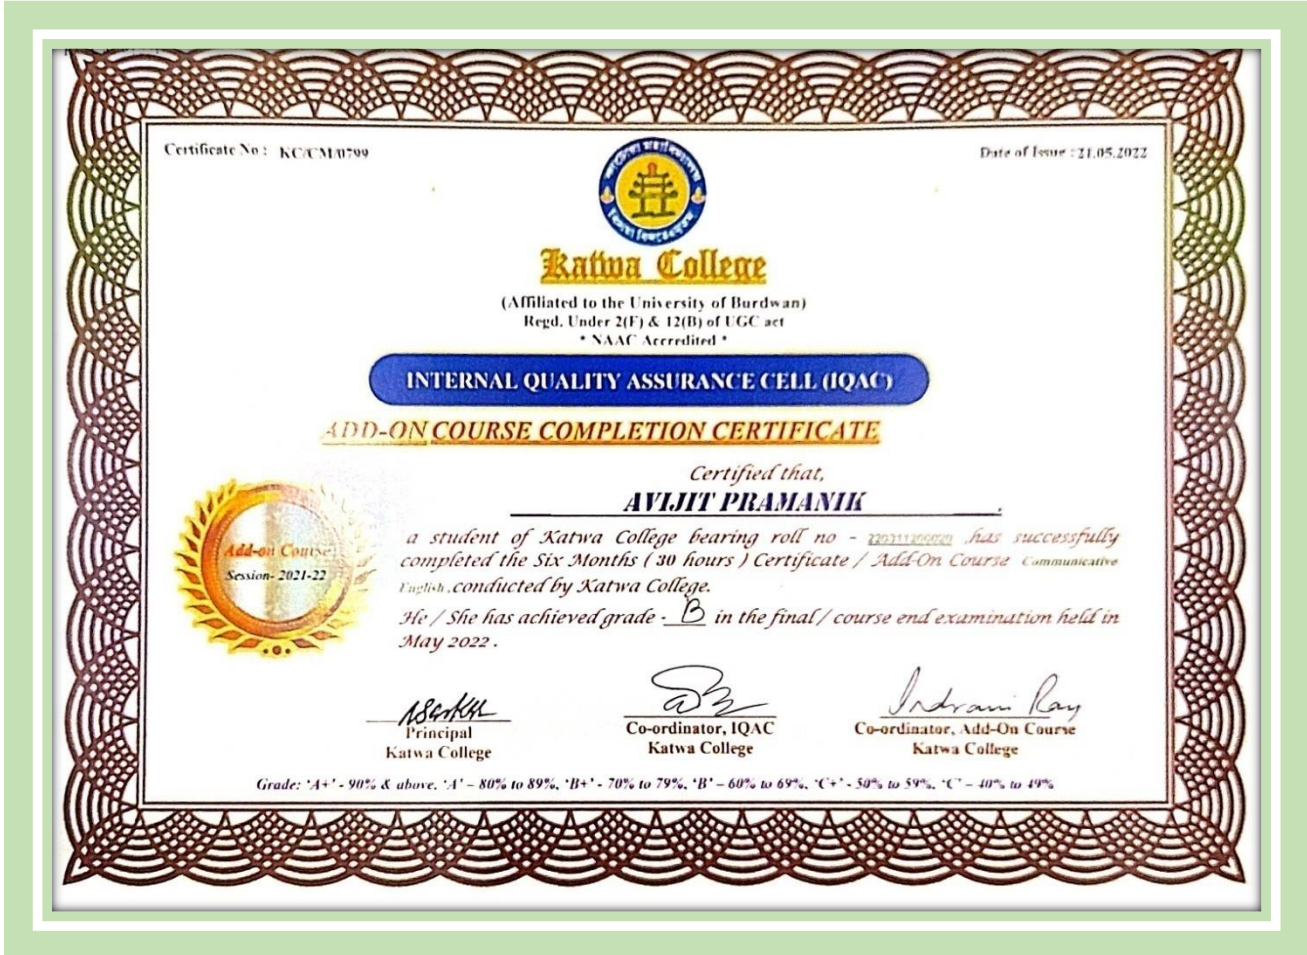 Certificate No : KC/CM/0799
Date of Issue : 21.05.2022
Katwa College
(Affiliated to the University of Burdwan)
Regd. Under 2(F) & 12(B) of UGC act
* NAAC Accredited *
INTERNAL QUALITY ASSURANCE CELL (IQAC)
ADD-ON COURSE COMPLETION CERTIFICATE
Certified that,
AVIJIT PRAMANIK .
Add-on Course
Session- 2021-22
a student of Katwa College bearing roll no - ,has successfully
completed the Six Months ( 30 hours ) Certificate / Add-On Course Communicative
English ,conducted by Katwa College.
He / She has achieved grade - B in the final / course end examination held in
May 2022 .
Indrani Ray
Principal
Katwa College
Co-ordinator, IQAC
Katwa College
Co-ordinator, Add-On Course
Katwa College
Grade: 'A+' - 90% & above, 'A' – 80% to 89%, 'B+' - 70% to 79%, 'B' – 60% to 69%, 'C+' - 50% to 59%, 'C' – 40% to 49%